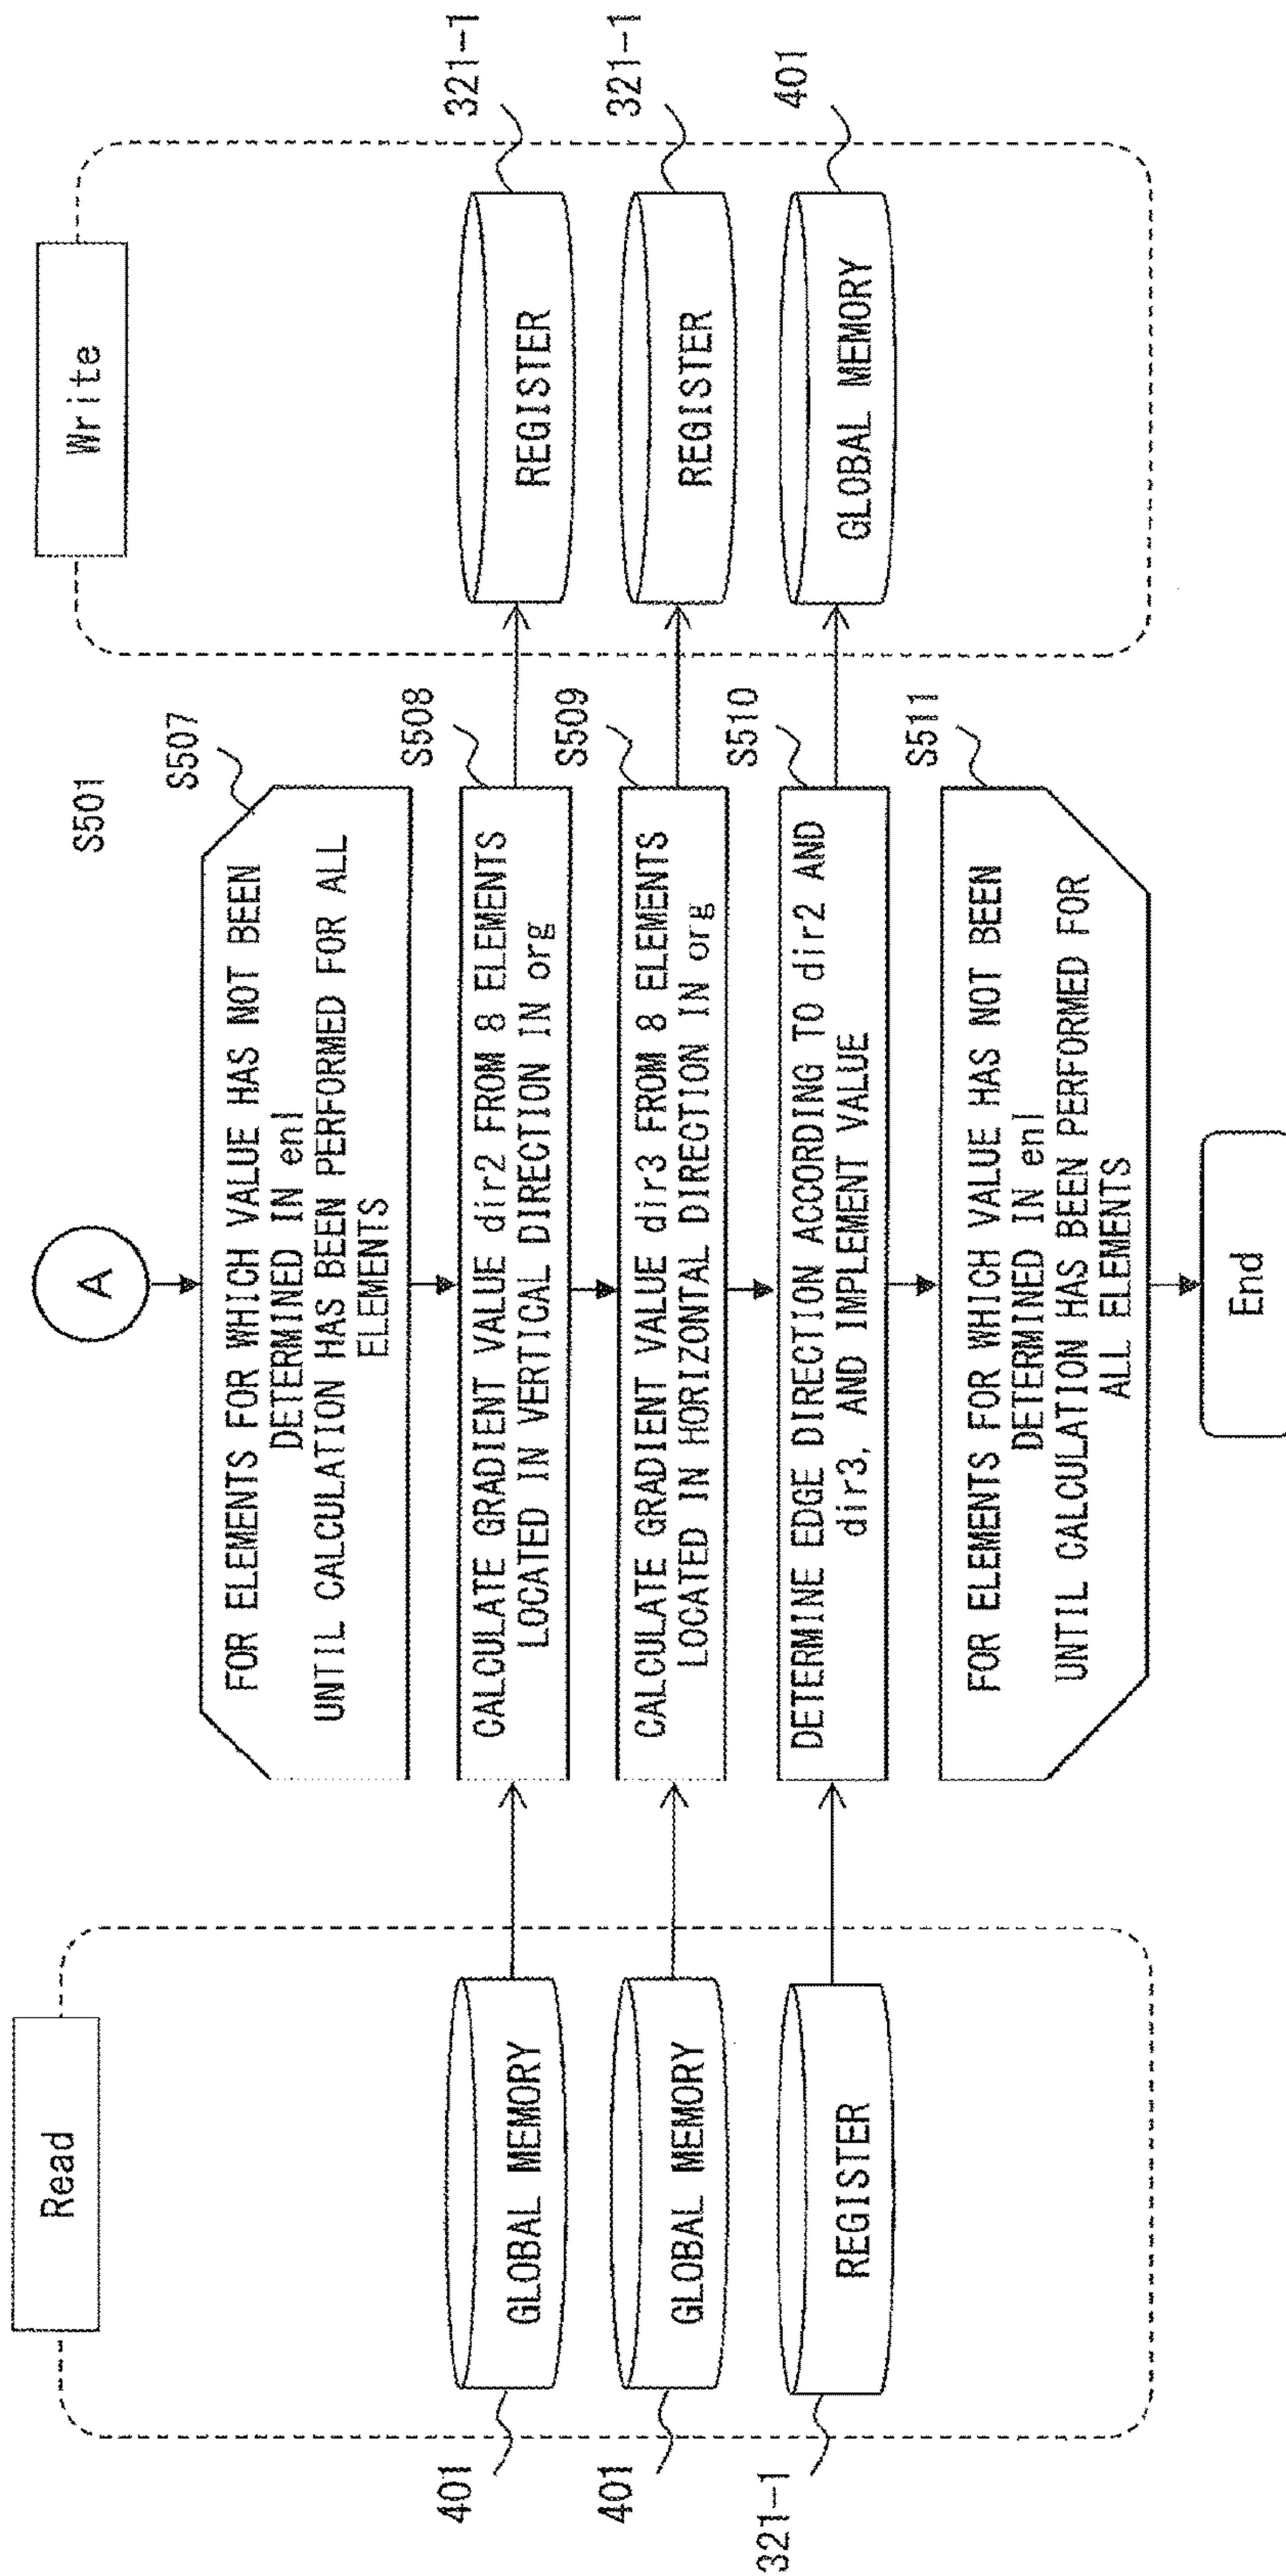 Read
Write
A
S501
S507
FOR ELEMENTS FOR WHICH VALUE HAS NOT BEEN
DETERMINED IN enl
UNTIL CALCULATION HAS BEEN PERFORMED FOR ALL
ELEMENTS
401
GLOBAL MEMORY
CALCULATE GRADIENT VALUE dir2 FROM 8 ELEMENTS
LOCATED IN VERTICAL DIRECTION IN org
S508
REGISTER
321-1
401
GLOBAL MEMORY
CALCULATE GRADIENT VALUE dir3 FROM 8 ELEMENTS
LOCATED IN HORIZONTAL DIRECTION IN org
S509
REGISTER
321-1
321-1
REGISTER
DETERMINE EDGE DIRECTION ACCORDING TO dir2 AND
dir3, AND IMPLEMENT VALUE
S510
GLOBAL MEMORY
401
S511
FOR ELEMENTS FOR WHICH VALUE HAS NOT BEEN
DETERMINED IN enl
UNTIL CALCULATION HAS BEEN PERFORMED FOR
ALL ELEMENTS
End